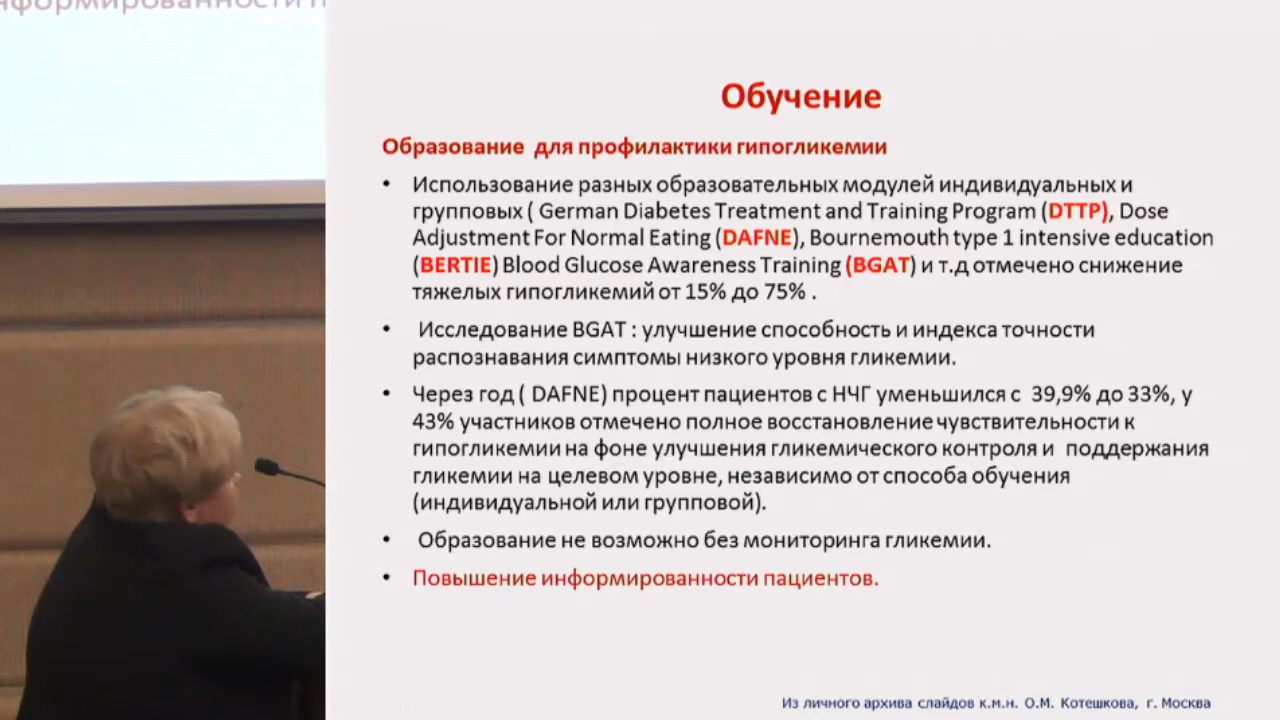 нформированности п
Обучение
Образование для профилактики гипогликемии
• Использование разных образовательных модулей индивидуальных и
групповых ( German Diabetes Treatment and Training Program (DTTP), Dose
Adjustment For Normal Eating (DAFNE), Bournemouth type 1 intensive education
(BERTIE) Blood Glucose Awareness Training (BGAT) и т.д отмечено снижение
тяжелых гипогликемий от 15% до 75% .
• Исследование BGAT : улучшение способность и индекса точности
распознавания симптомы низкого уровня гликемии.
• Через год ( DAFNE) процент пациентов с НЧГ уменьшился с 39,9% до 33%, у
43% участников отмечено полное восстановление чувствительности к
гипогликемии на фоне улучшения гликемического контроля и поддержания
гликемии на целевом уровне, независимо от способа обучения
(индивидуальной или групповой).
• Образование не возможно без мониторинга гликемии.
• Повышение информированности пациентов.
Из личного архива слайдов к.м.н. О.М. Котешкова, г. Москва